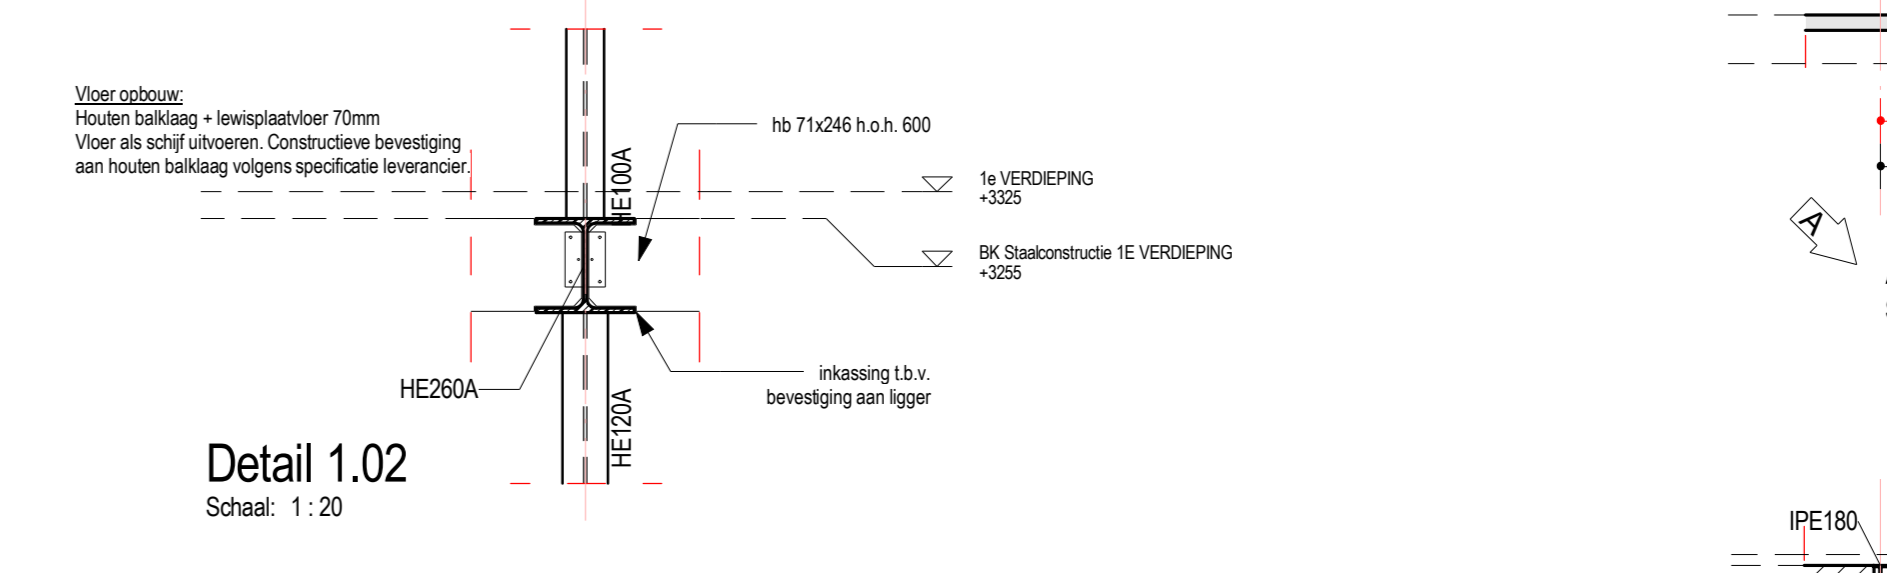 Vloer opbouw:
Houten balklaag + lewisplaatvloer 70mm
Vloer als schijf uitvoeren. Constructieve bevestiging
aan houten balklaag volgens specificatie leverancier.
hb 71x246 h.o.h. 600
HE100A
1e VERDIEPING
+3325
BK Staalconstructie 1E VERDIEPING
+3255
A
HE260A
inkassing t.b.v.
bevestiging aan ligger
HE120A
Detail 1.02
Schaal: 1 : 20
IPE180